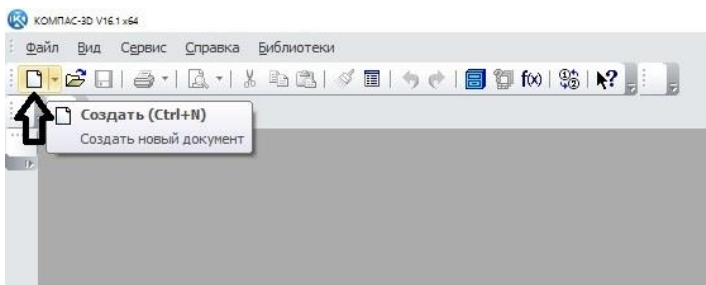 КОМПАС-3D V16.1 x64
Файл Вид Сервис Справка Библиотеки
f(x)
Создать (Ctrl+N)
Создать новый документ